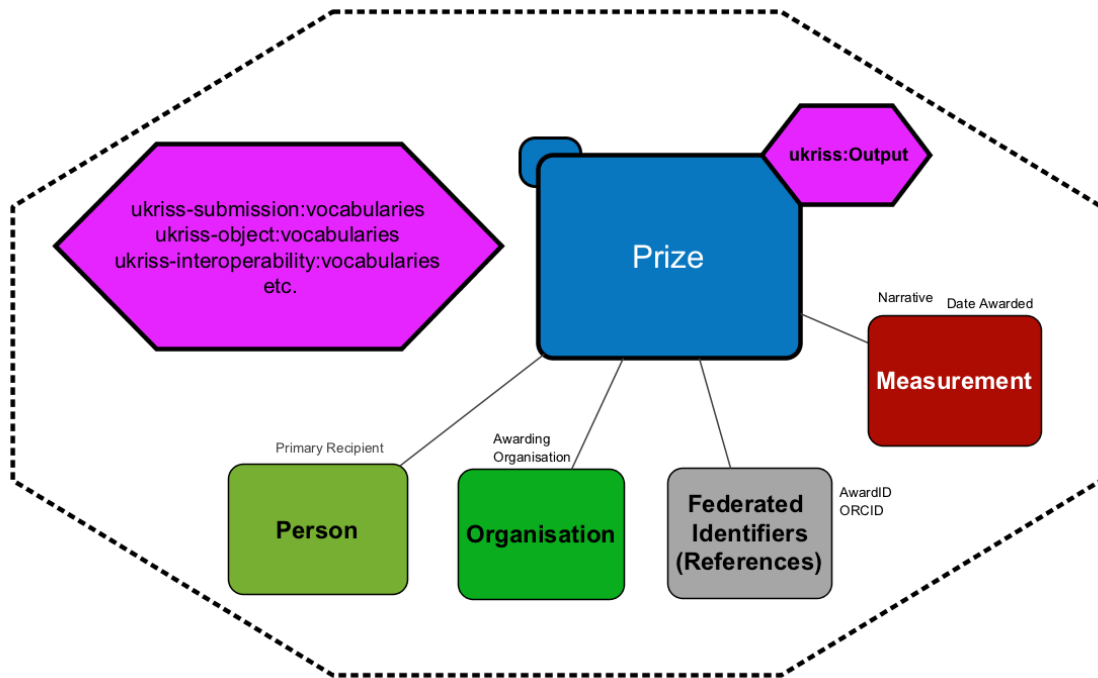 ukriss:Output
ukriss-submission:vocabularies
ukriss-object:vocabularies
ukriss-interoperability:vocabularies
etc.
Prize
Narrative
Date Awarded
Measurement
Primary Recipient
Person
Awarding
Organisation
Organisation
Federated
Identifiers
(References)
AwardID
ORCID